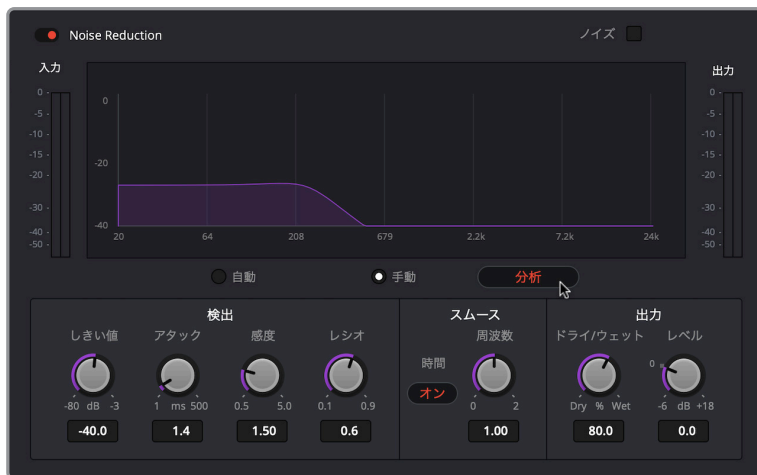 Noise Reduction ノイズ
入力 出力
0 0 0
-5 -5
-10 -10
-15 -15
-20 -20 -20
-30 -30
-40 -40 -40
-50 -50
20 64 208 679 2.2k 7.2k 24k
自動 手動 分析
検出 スムース 出力
しきい値 アタック 感度 レシオ 周波数 ドライ/ウェット レベル
時間 0
オン
-80 dB -3 1 ms 500 0.5 5.0 0.1 0.9 0 2 Dry % Wet -6 dB +18
-40.0 1.4 1.50 0.6 1.00 80.0 0.0